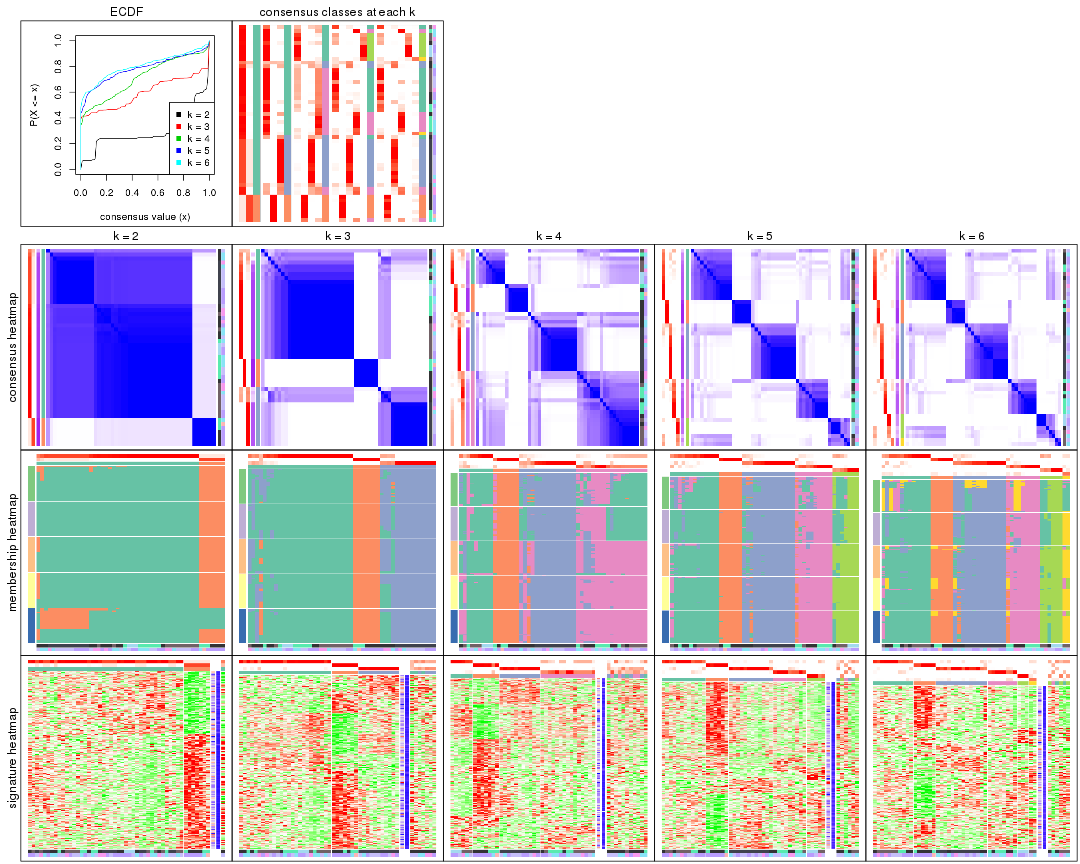 ECDF
consensus classes at each k
P(X <= x)
0.0 0.2 0.4 0.6 0.8 1.0
k = 2
k = 3
k = 4
k = 5
k = 6
0.0 0.2 0.4 0.6 0.8 1.0
consensus value (x)
k = 2
k = 3
k = 4
k = 5
k = 6
consensus heatmap
membership heatmap
signature heatmap